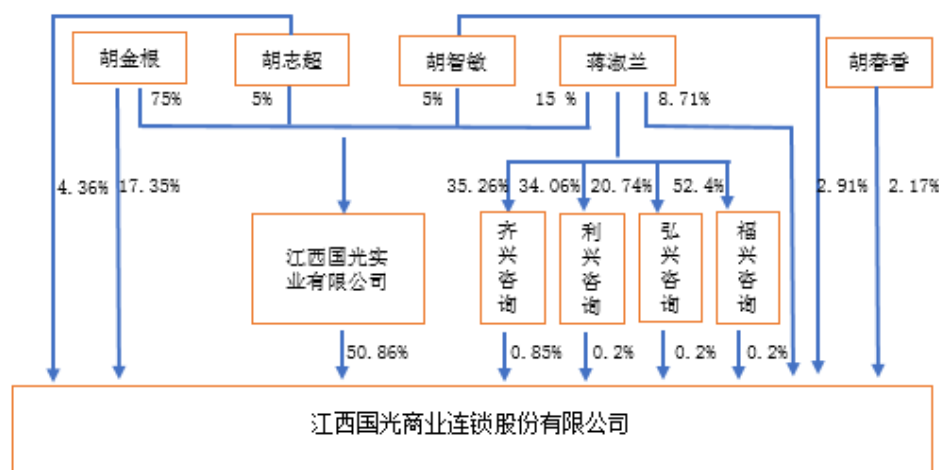 胡金根
胡志超
胡智敏
蒋淑兰
胡春香
75%
5%
5%
15 %
8.71%
4.36%
17.35%
35.26%
34.06%
20.74%
52.4%
2.91%
2.17%
江西国光实
业有限公司
齐兴咨询
利兴咨询
弘兴咨询
福兴咨询
50.86%
0.85%
0.2%
0.2%
0.2%
江西国光商业连锁股份有限公司